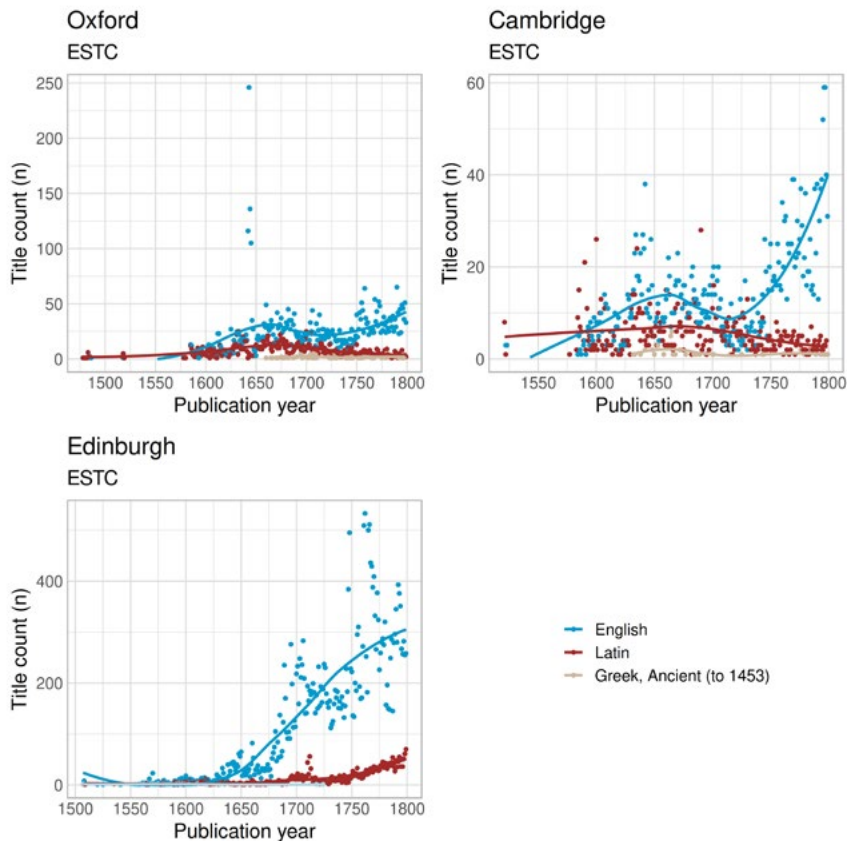 Oxford
ESTC
250
200
150
100
50
0
Title count (n)
1500 1550 1600 1650 1700 1750 1800
Publication year
Cambridge
ESTC
60
40
20
0
Title count (n)
1550 1600 1650 1700 1750 1800
Publication year
Edinburgh
ESTC
400
200
0
Title count (n)
1500 1550 1600 1650 1700 1750 1800
Publication year
English
Latin
Greek, Ancient (to 1453)